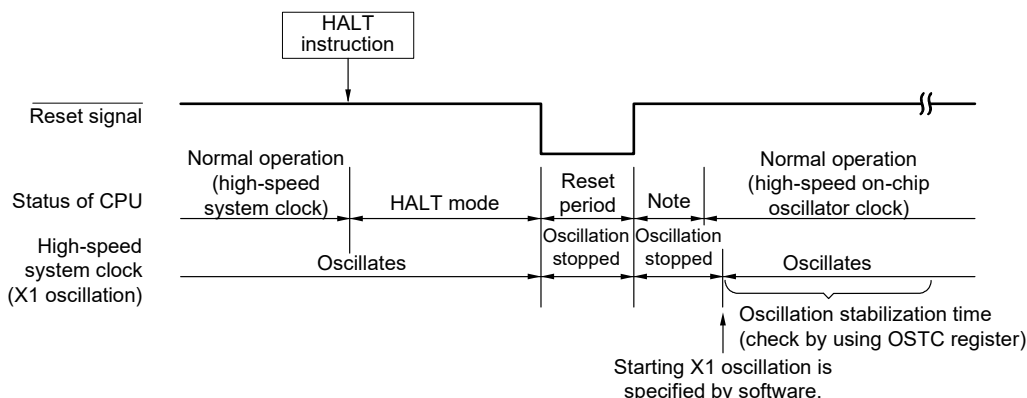 HALT
instruction
Reset signal
Normal operation
(high-speed
system clock)
Normal operation
(high-speed on-chip
oscillator clock)
Status of CPU
HALT mode
Reset
period
Note
High-speed
system clock
(X1 oscillation)
Oscillates
Oscillation
stopped
Oscillation
stopped
Oscillates
Oscillation stabilization time
(check by using OSTC register)
Starting X1 oscillation is
specified by software.